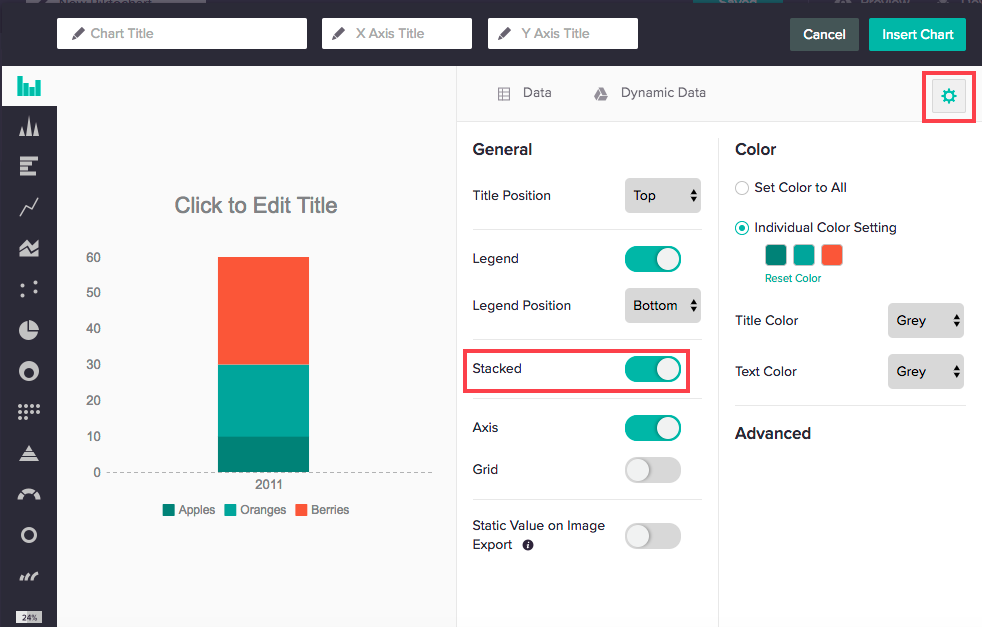 Chart Title
X Axis Title
Y Axis Title
Cancel
Insert Chart
Data
Dynamic Data
General
Title Position
Top
Legend
Legend Position
Bottom
Stacked
Axis
Grid
Static Value on Image
Export
Color
Set Color to All
Individual Color Setting
Reset Color
Title Color
Grey
Text Color
Grey
Advanced
Click to Edit Title
60
50
40
30
20
10
0
2011
Apples Oranges Berries
24%